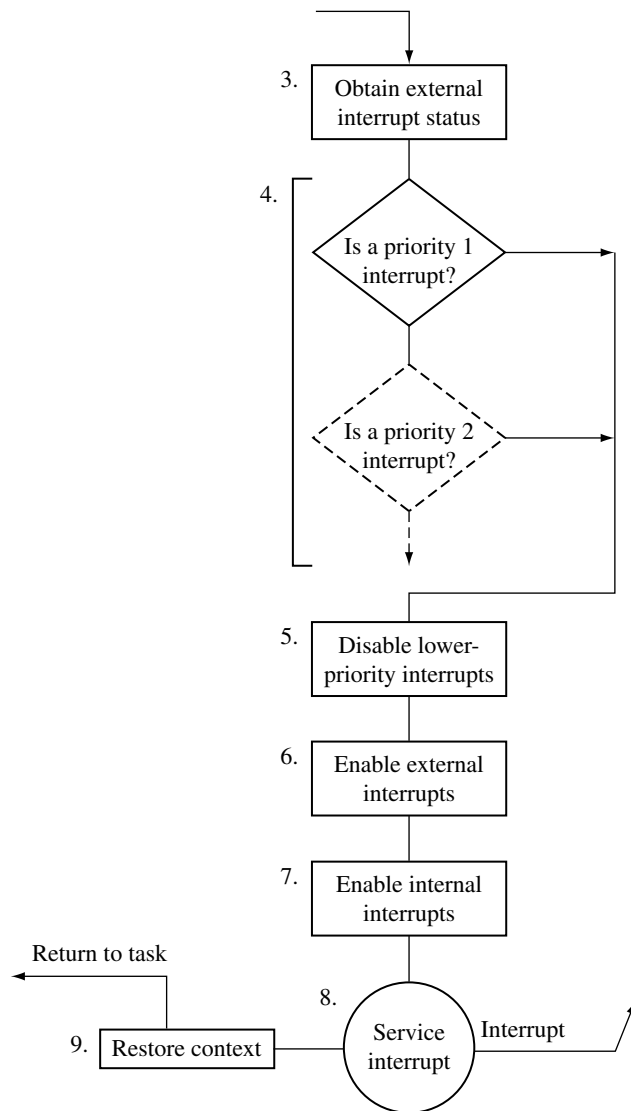 3.
Obtain external
interrupt status
4.
Is a priority 1
interrupt?
Is a priority 2
interrupt?
5.
Disable lower-
priority interrupts
6.
Enable external
interrupts
7.
Enable internal
interrupts
Return to task
8.
Service
interrupt
Interrupt
9.
Restore context